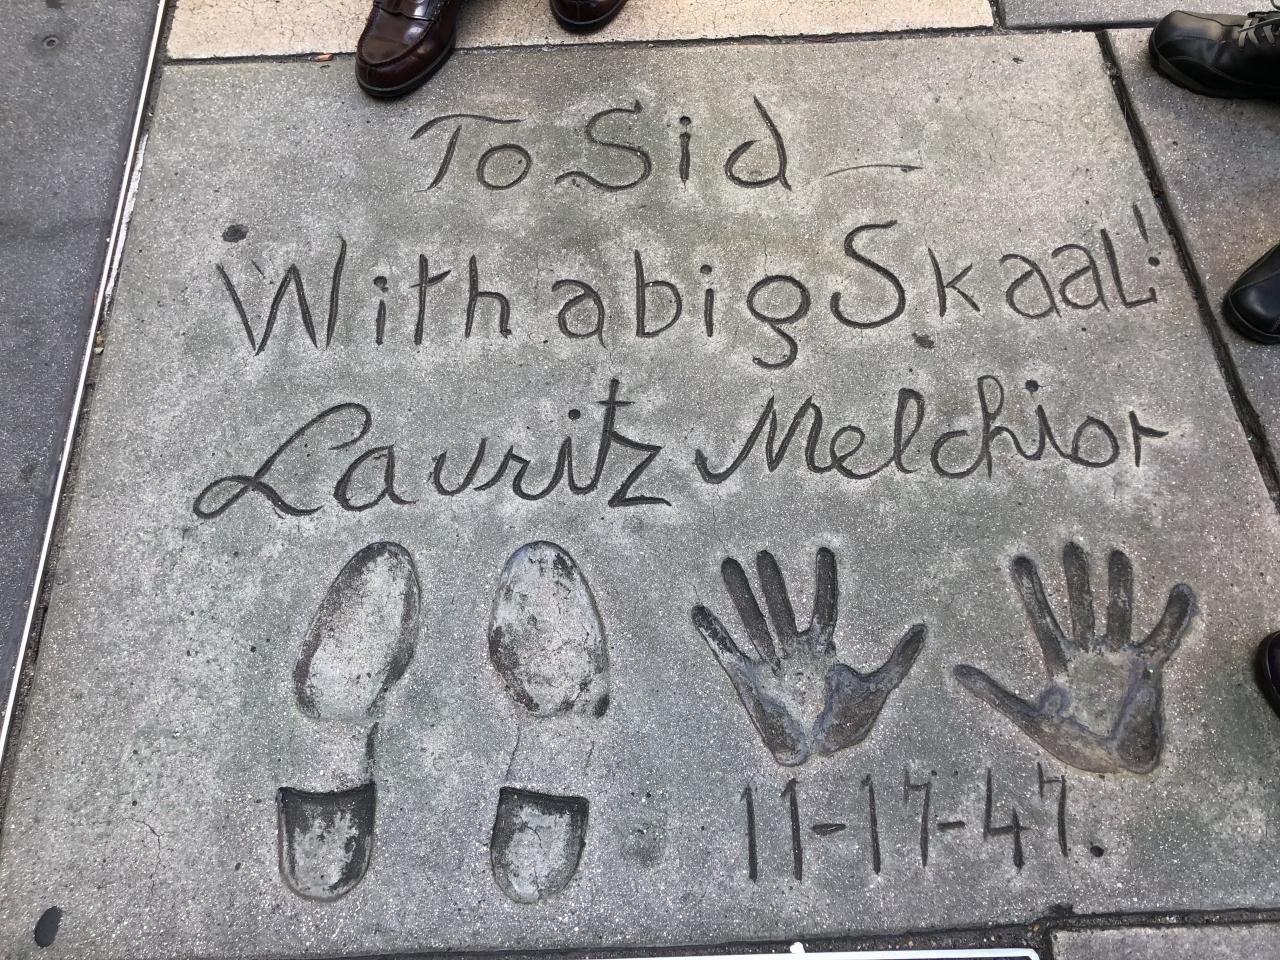 To Sid —
With a big Skaal!
Lauritz Melchior
11-17-47.